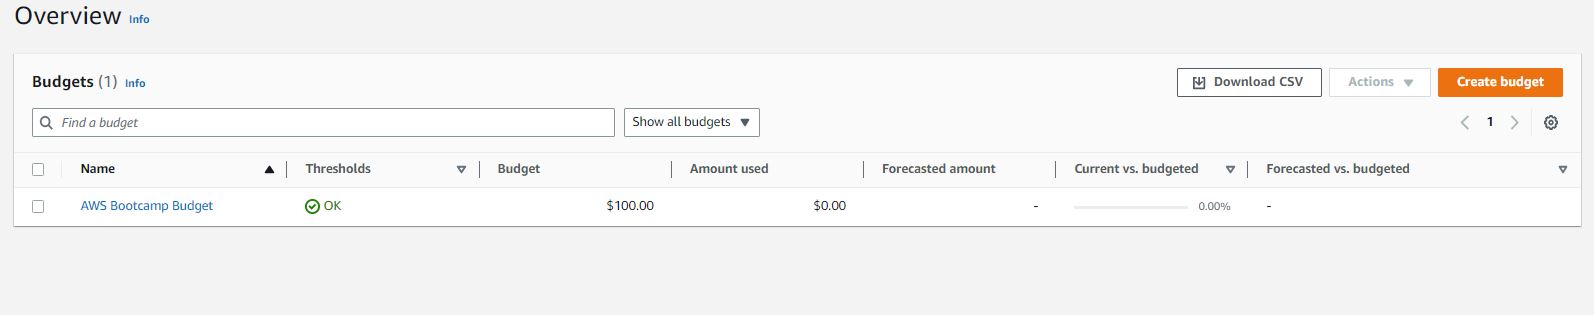 Overview Info
Budgets (1) Info
Download CSV
Actions
Create budget
Find a budget
Show all budgets
1
Name Thresholds Budget Amount used Forecasted amount Current vs. budgeted Forecasted vs. budgeted
AWS Bootcamp Budget OK $100.00 $0.00 - 0.00% -